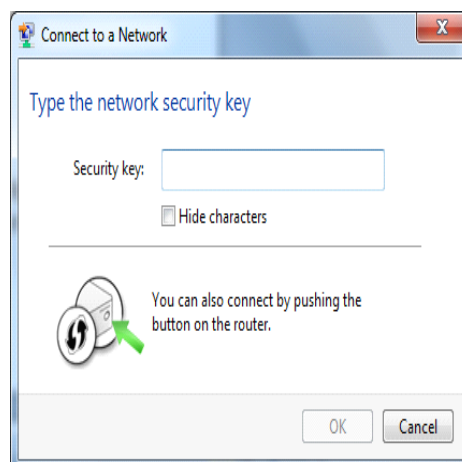 Connect to a Network
X
Type the network security key
Security key:
Hide characters
You can also connect by pushing the
button on the router.
OK
Cancel